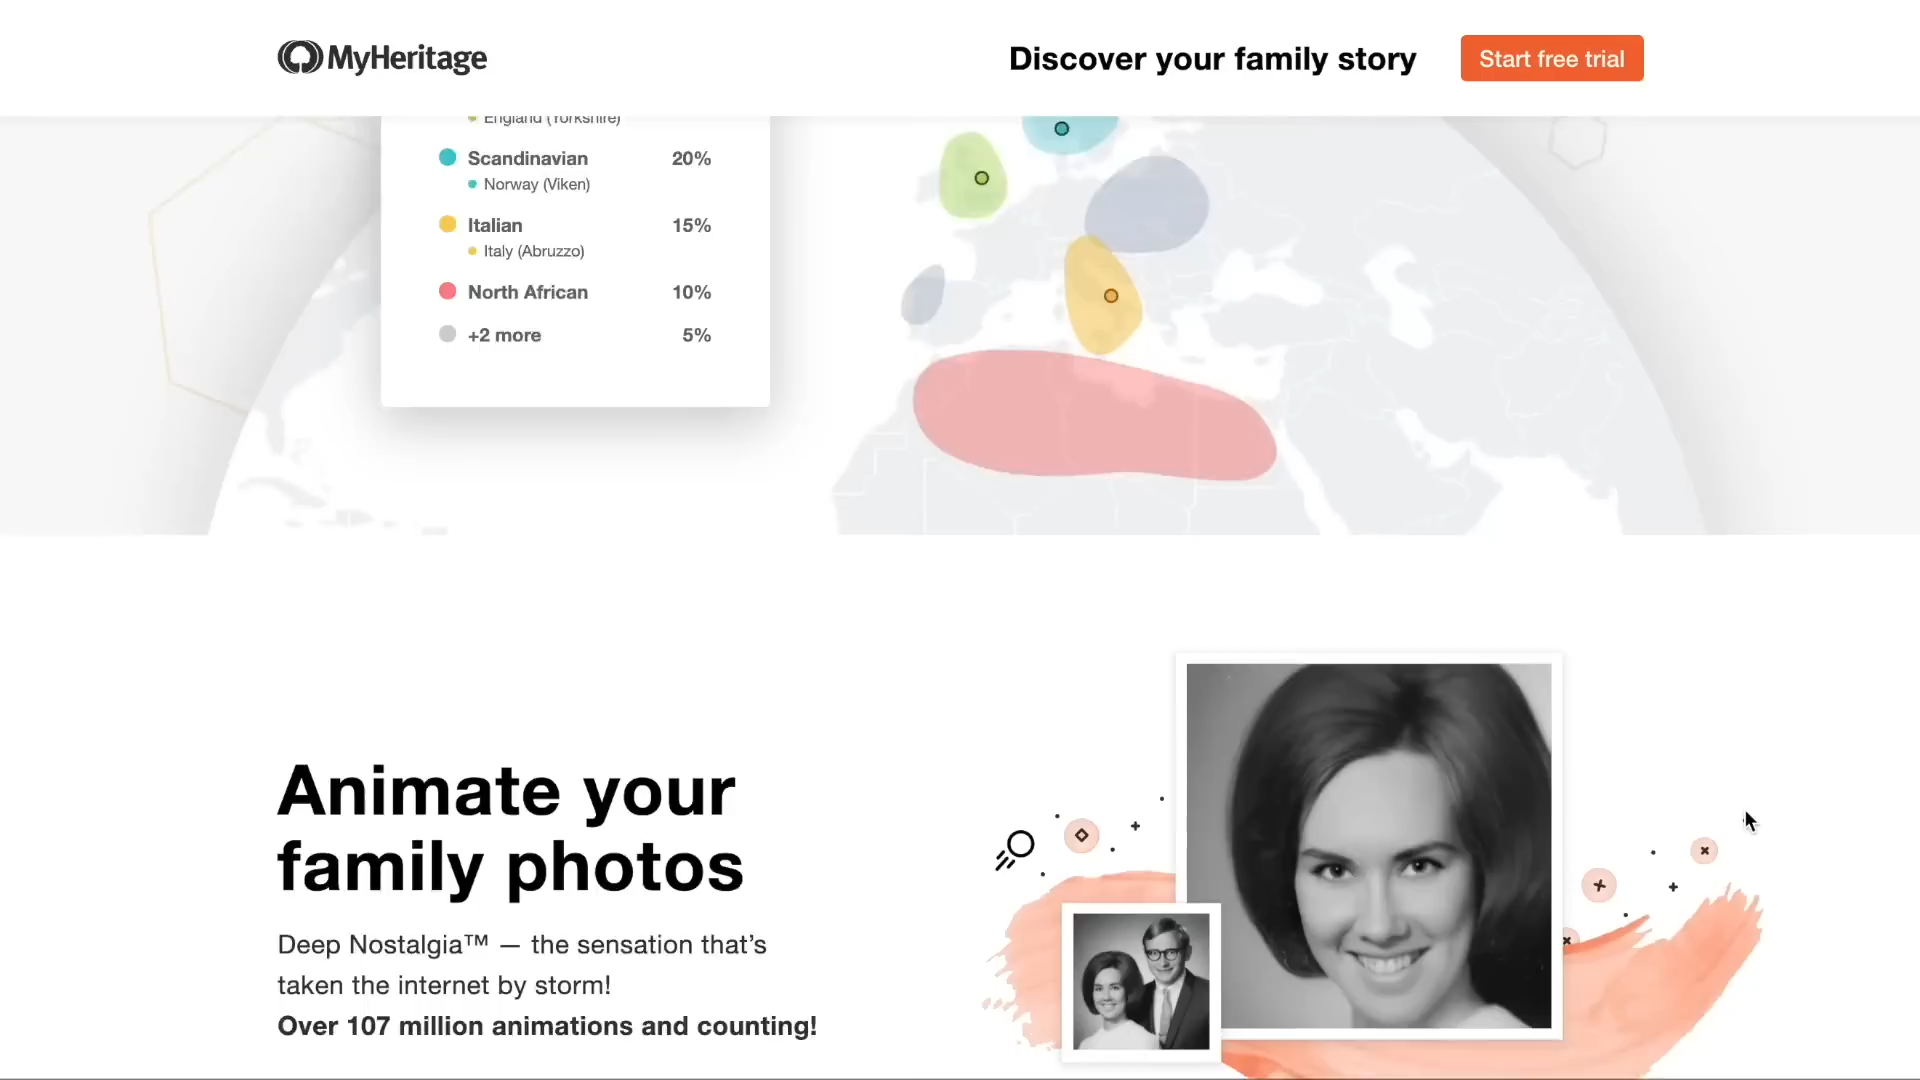 MyHeritage
Discover your family story
Start free trial
England (Yorkshire)
Scandinavian 20%
Norway (Viken)
Italian 15%
Italy (Abruzzo)
North African 10%
+2 more 5%
Animate your
family photos
Deep Nostalgia™ — the sensation that’s
taken the internet by storm!
Over 107 million animations and counting!